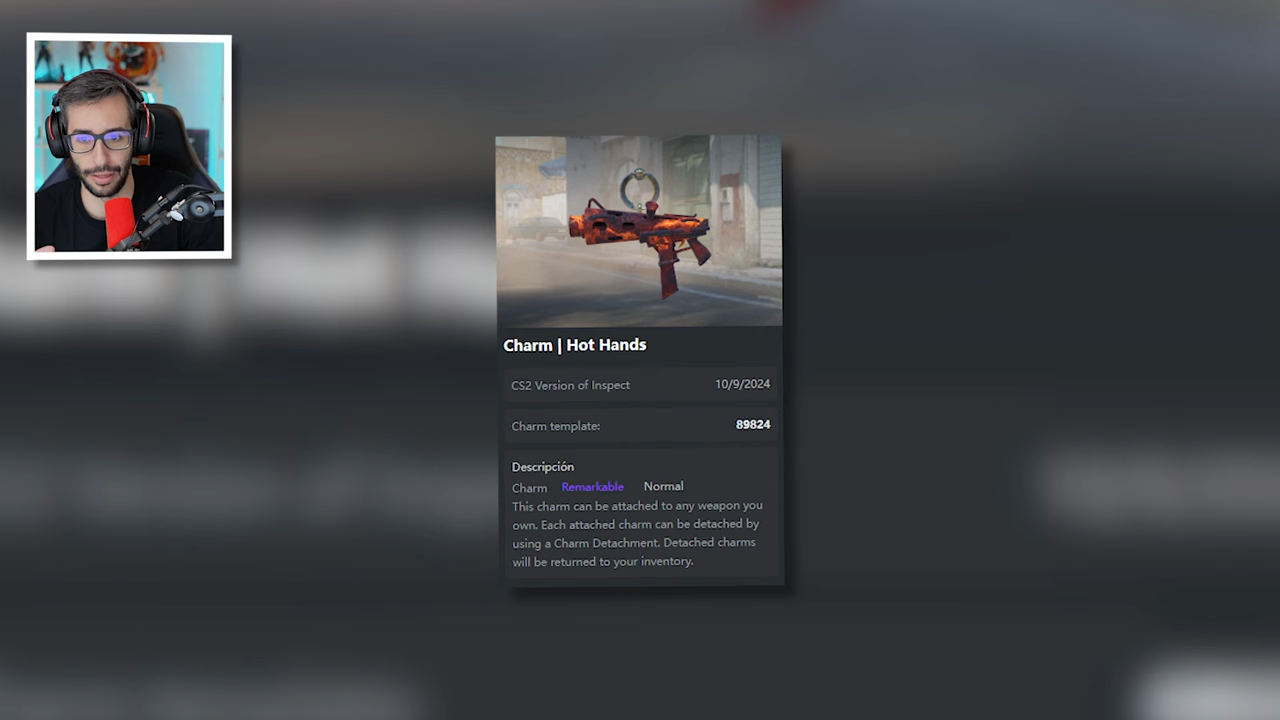 Charm | Hot Hands
CS2 Version of Inspect 10/9/2024
Charm template: 89824
Descripción
Charm Remarkable Normal
This charm can be attached to any weapon you
own. Each attached charm can be detached by
using a Charm Detachment. Detached charms
will be returned to your inventory.